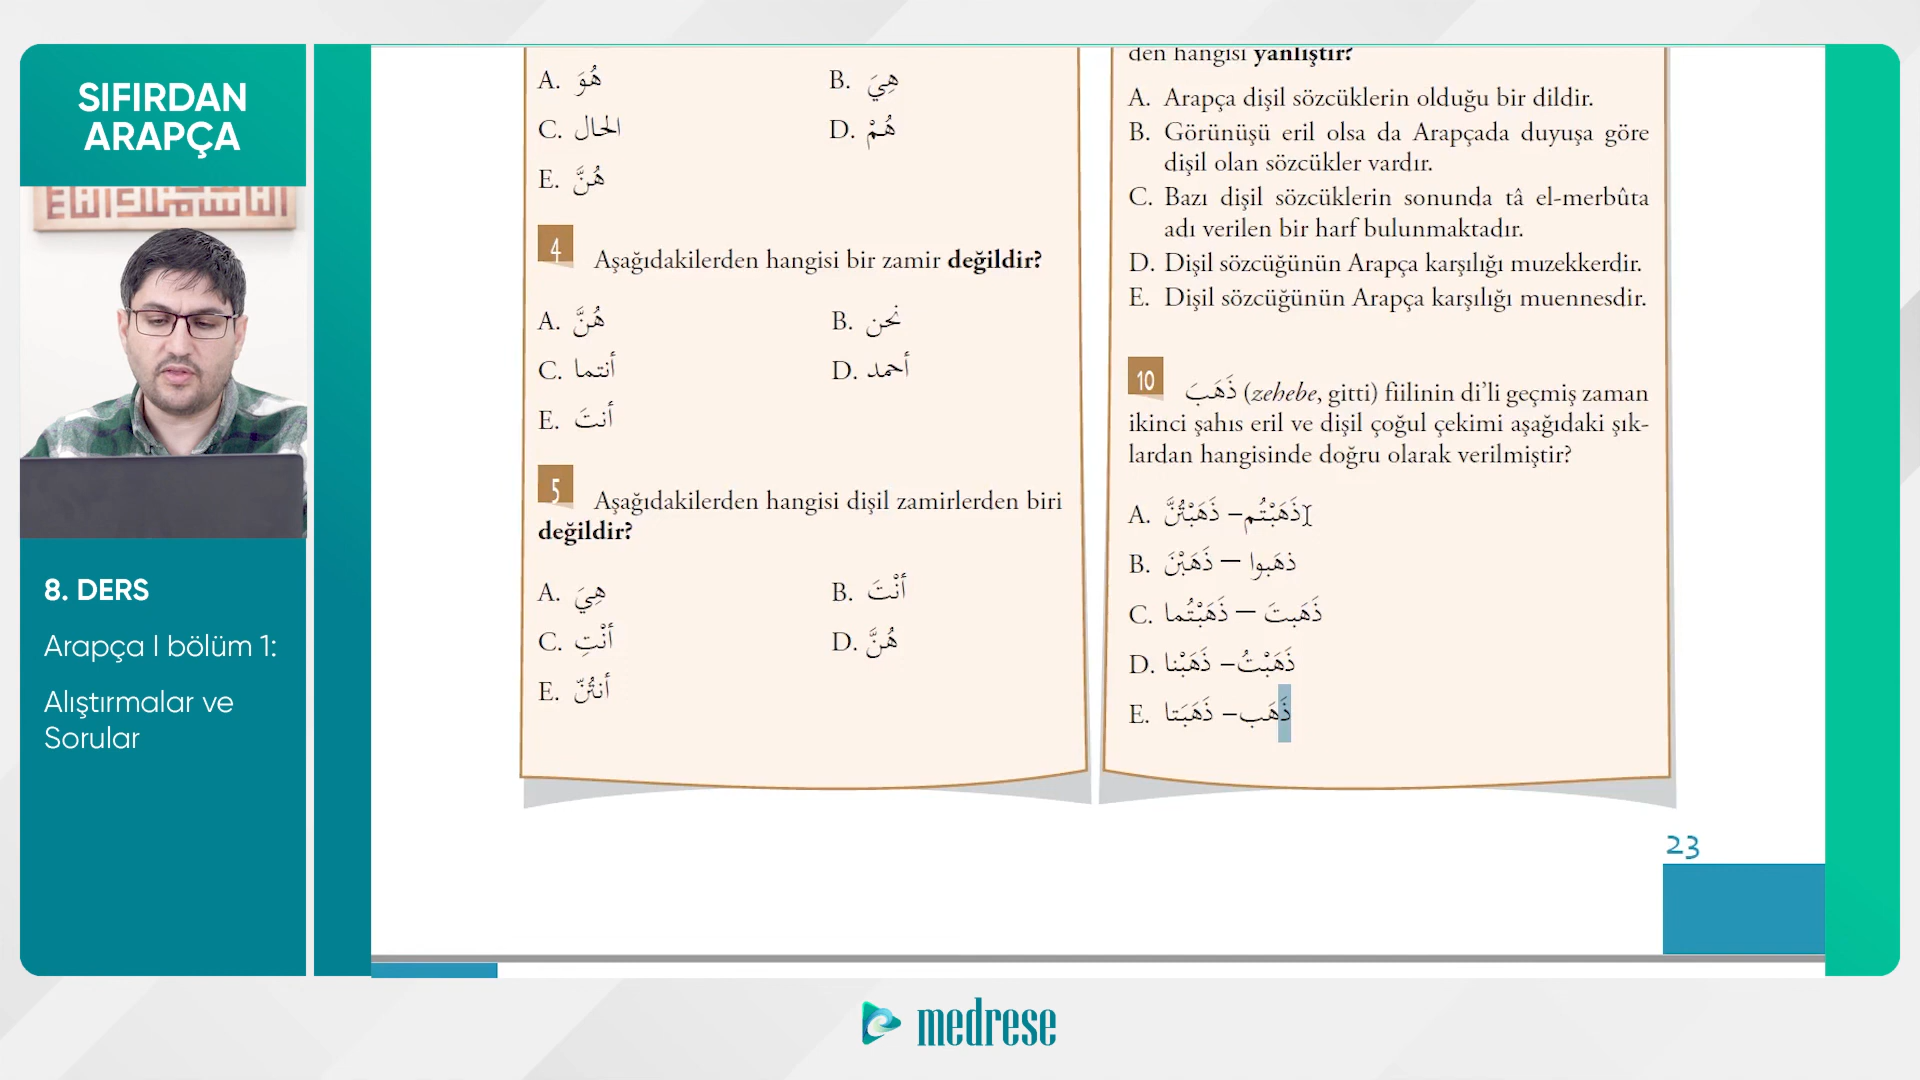 SIFIRDAN
ARAPÇA
8. DERS
Arapça I bölüm 1:
Alıştırmalar ve
Sorular
A. هُوَ
B. هِيَ
C. الحال
D. هُمْ
E. هُنَّ
4 Aşağıdakilerden hangisi bir zamir değildir?
A. هُنَّ
B. نحن
C. أنتما
D. أحمد
E. أنتَ
5 Aşağıdakilerden hangisi dişil zamirlerden biri
değildir?
A. هِيَ
B. أنْتَ
C. أنْتِ
D. هُنَّ
E. أنتُنّ
den hangisi yanlıştır?
A. Arapça dişil sözcüklerin olduğu bir dildir.
B. Görünüşü eril olsa da Arapçada duyuşa göre
dişil olan sözcükler vardır.
C. Bazı dişil sözcüklerin sonunda tâ el-merbûta
adı verilen bir harf bulunmaktadır.
D. Dişil sözcüğünün Arapça karşılığı muzekkerdir.
E. Dişil sözcüğünün Arapça karşılığı muennesdir.
10 ذَهَبَ (zehebe, gitti) fiilinin di’li geçmiş zaman
ikinci şahıs eril ve dişil çoğul çekimi aşağıdaki şık-
lardan hangisinde doğru olarak verilmiştir?
A. ذَهَبْتُم – ذَهَبْتُنَّ
B. ذهَبوا – ذَهَبْنَ
C. ذَهَبتَ – ذَهَبْتُما
D. ذَهَبْتُ – ذَهَبْنا
E. ذَهَب – ذَهَبَتا
23
medrese